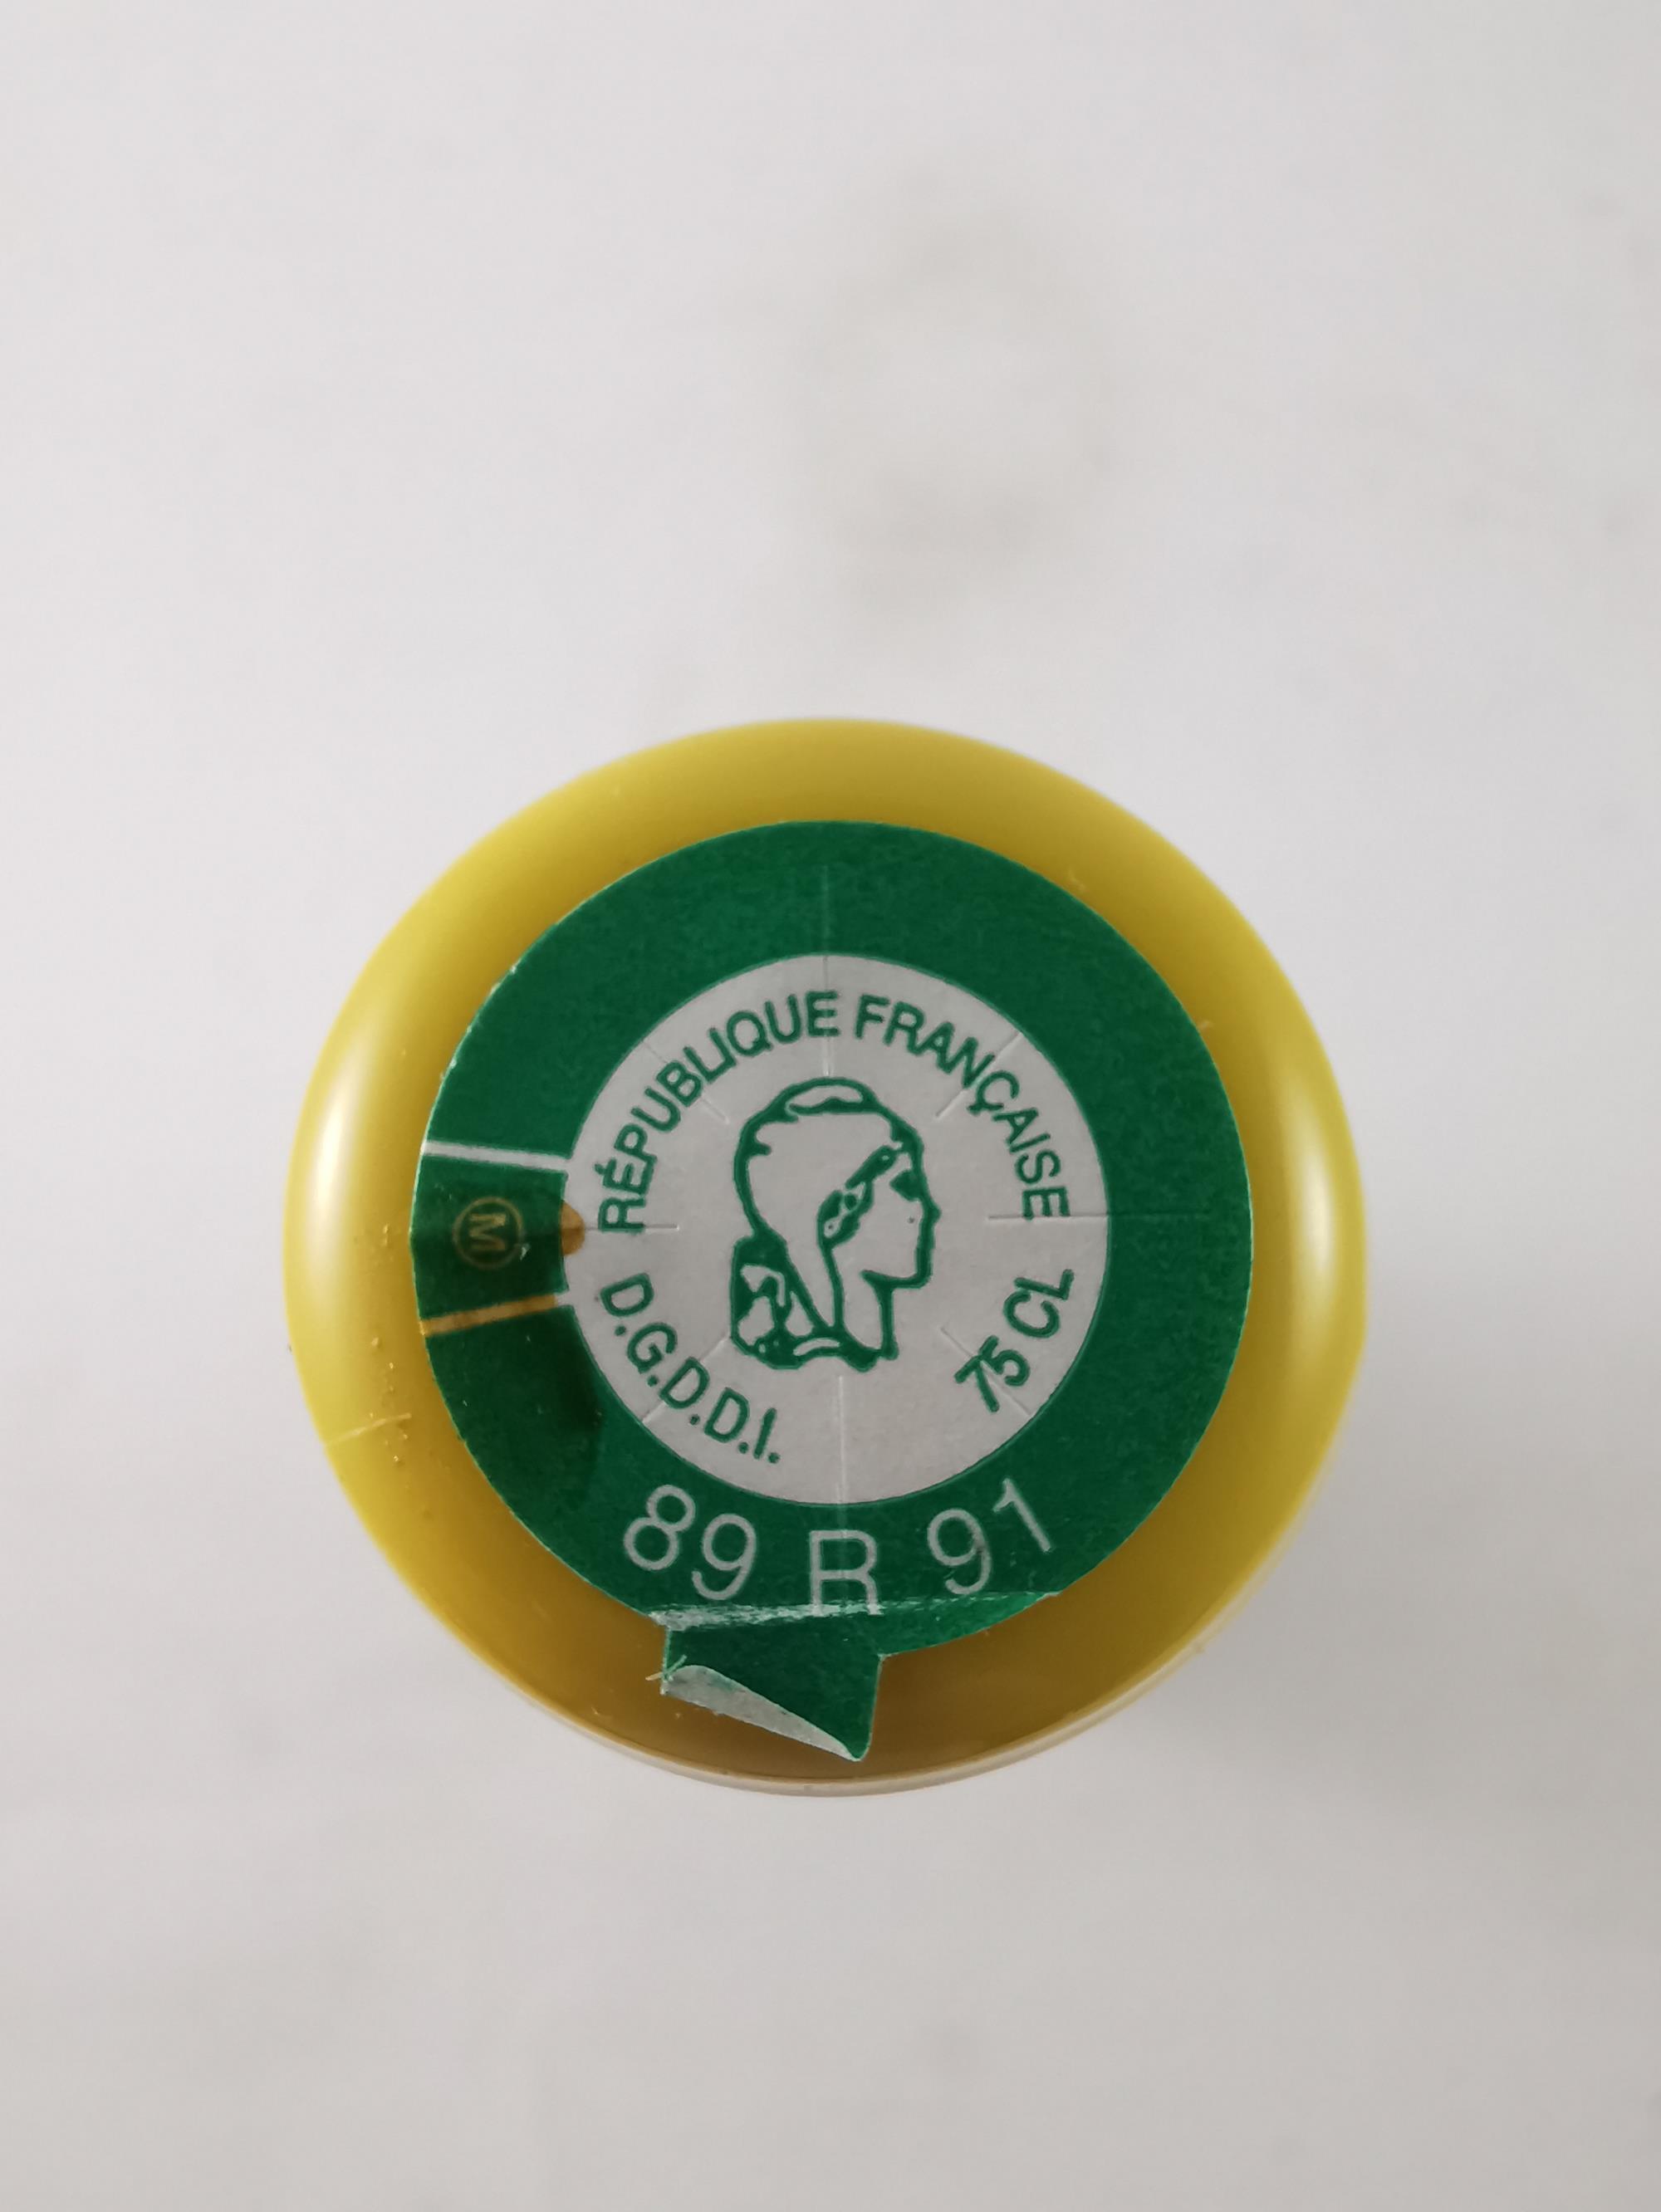 RÉPUBLIQUE FRANÇAISE
M
D.G.D.D.I.
75 CL
89 R 91